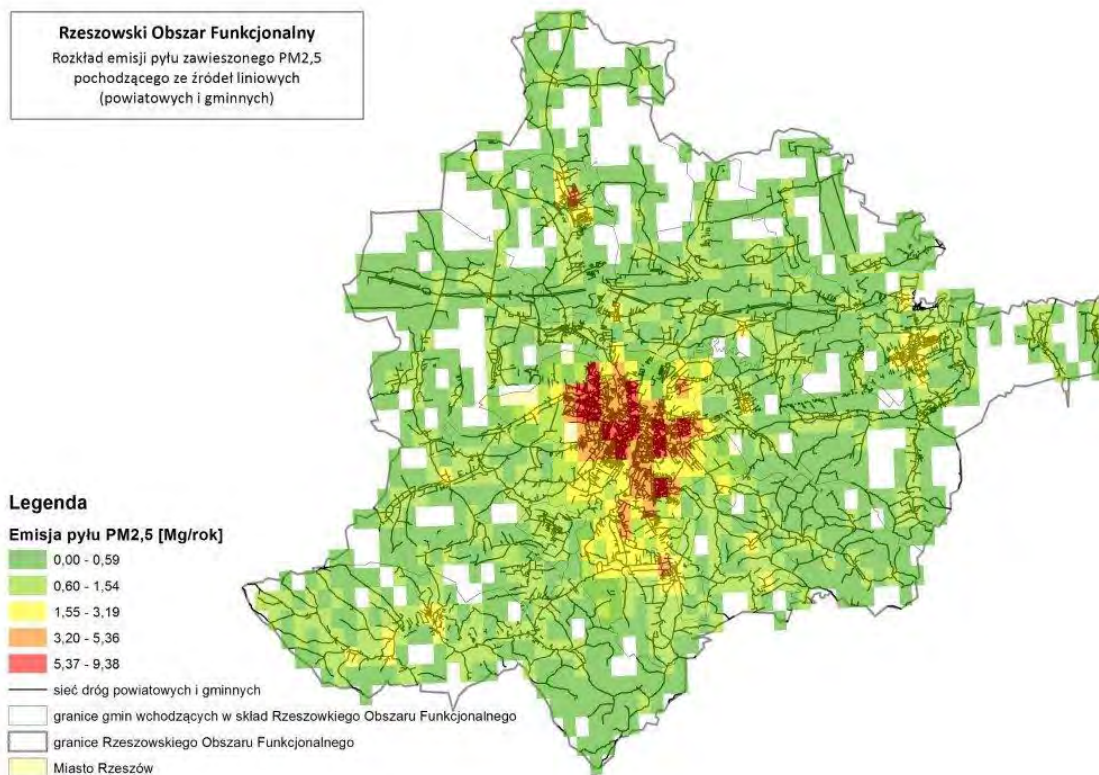 Rzeszowski Obszar Funkcjonalny
Rozkład emisji pyłu zawieszonego PM2,5
pochodzącego ze źródeł liniowych
(powiatowych i gminnych)
Legenda
Emisja pyłu PM2,5 [Mg/rok]
0,00 - 0,59
0,60 - 1,54
1,55 - 3,19
3,20 - 5,36
5,37 - 9,38
sieć dróg powiatowych i gminnych
granice gmin wchodzących w skład Rzeszowkiego Obszaru Funkcjonalnego
granice Rzeszowskiego Obszaru Funkcjonalnego
Miasto Rzeszów